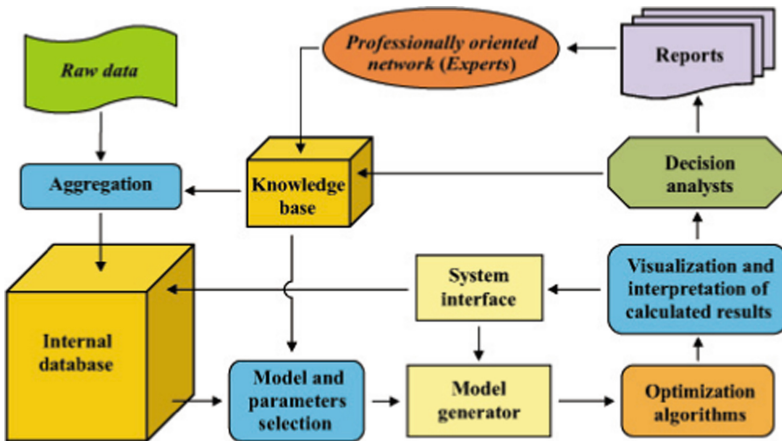 Raw data
Professionally oriented
network (Experts)
Reports
Aggregation
Knowledge
base
Decision
analysts
System
interface
Visualization and
interpretation of
calculated results
Internal
database
Model and
parameters
selection
Model
generator
Optimization
algorithms